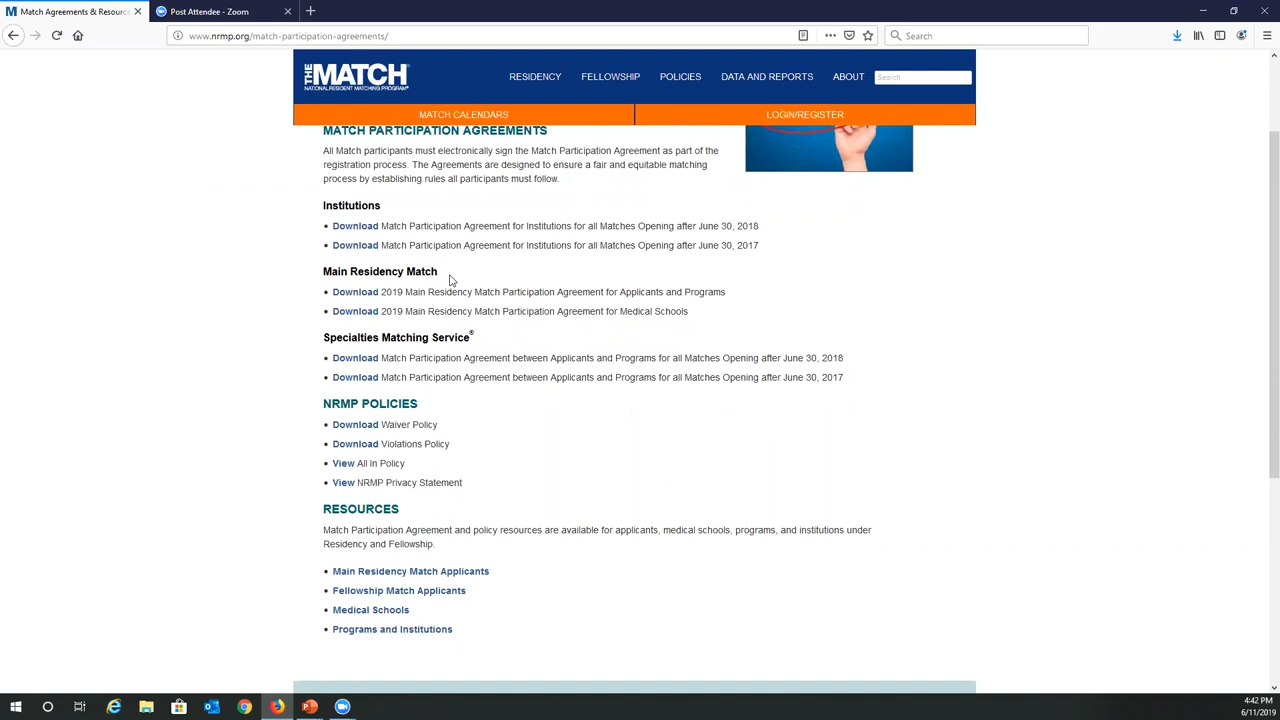 Match Agreements & Resource
Post Attendee - Zoom
www.nrmp.org/match-participation-agreements/
Search
THE MATCH
NATIONAL RESIDENT MATCHING PROGRAM®
RESIDENCY FELLOWSHIP POLICIES DATA AND REPORTS ABOUT Search
MATCH CALENDARS LOGIN/REGISTER
MATCH PARTICIPATION AGREEMENTS
All Match participants must electronically sign the Match Participation Agreement as part of the
registration process. The Agreements are designed to ensure a fair and equitable matching
process by establishing rules all participants must follow.
Institutions
• Download Match Participation Agreement for Institutions for all Matches Opening after June 30, 2018
• Download Match Participation Agreement for Institutions for all Matches Opening after June 30, 2017
Main Residency Match
• Download 2019 Main Residency Match Participation Agreement for Applicants and Programs
• Download 2019 Main Residency Match Participation Agreement for Medical Schools
Specialties Matching Service®
• Download Match Participation Agreement between Applicants and Programs for all Matches Opening after June 30, 2018
• Download Match Participation Agreement between Applicants and Programs for all Matches Opening after June 30, 2017
NRMP POLICIES
• Download Waiver Policy
• Download Violations Policy
• View All In Policy
• View NRMP Privacy Statement
RESOURCES
Match Participation Agreement and policy resources are available for applicants, medical schools, programs, and institutions under
Residency and Fellowship.
• Main Residency Match Applicants
• Fellowship Match Applicants
• Medical Schools
• Programs and Institutions
4:42 PM
6/11/2019